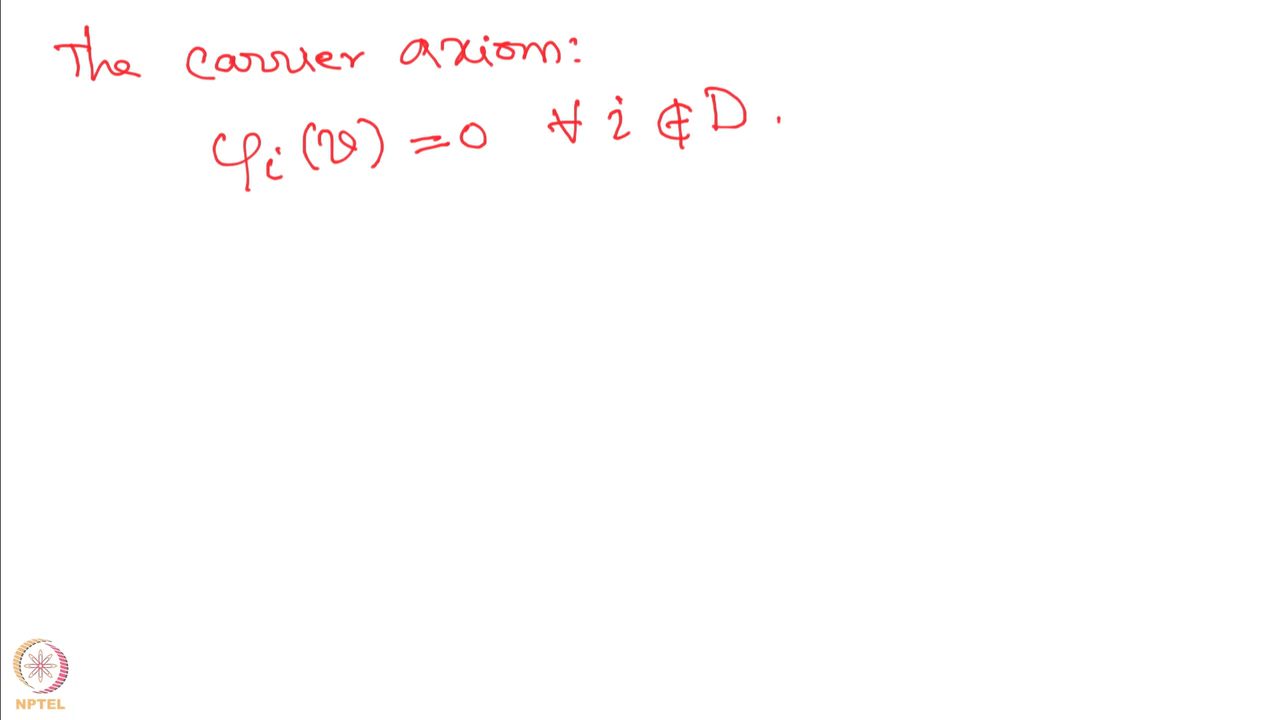 The carrier axiom:
φᵢ(v) = 0 ∀ i ∉ D.
NPTEL